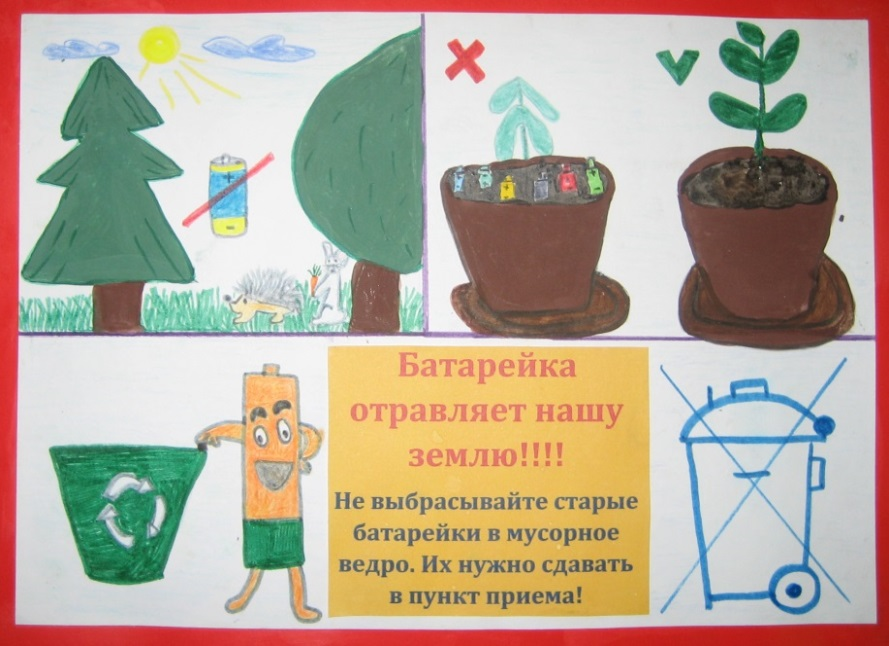 Батарейка
отравляет нашу
землю!!!!
Не выбрасывайте старые
батарейки в мусорное
ведро. Их нужно сдавать
в пункт приема!